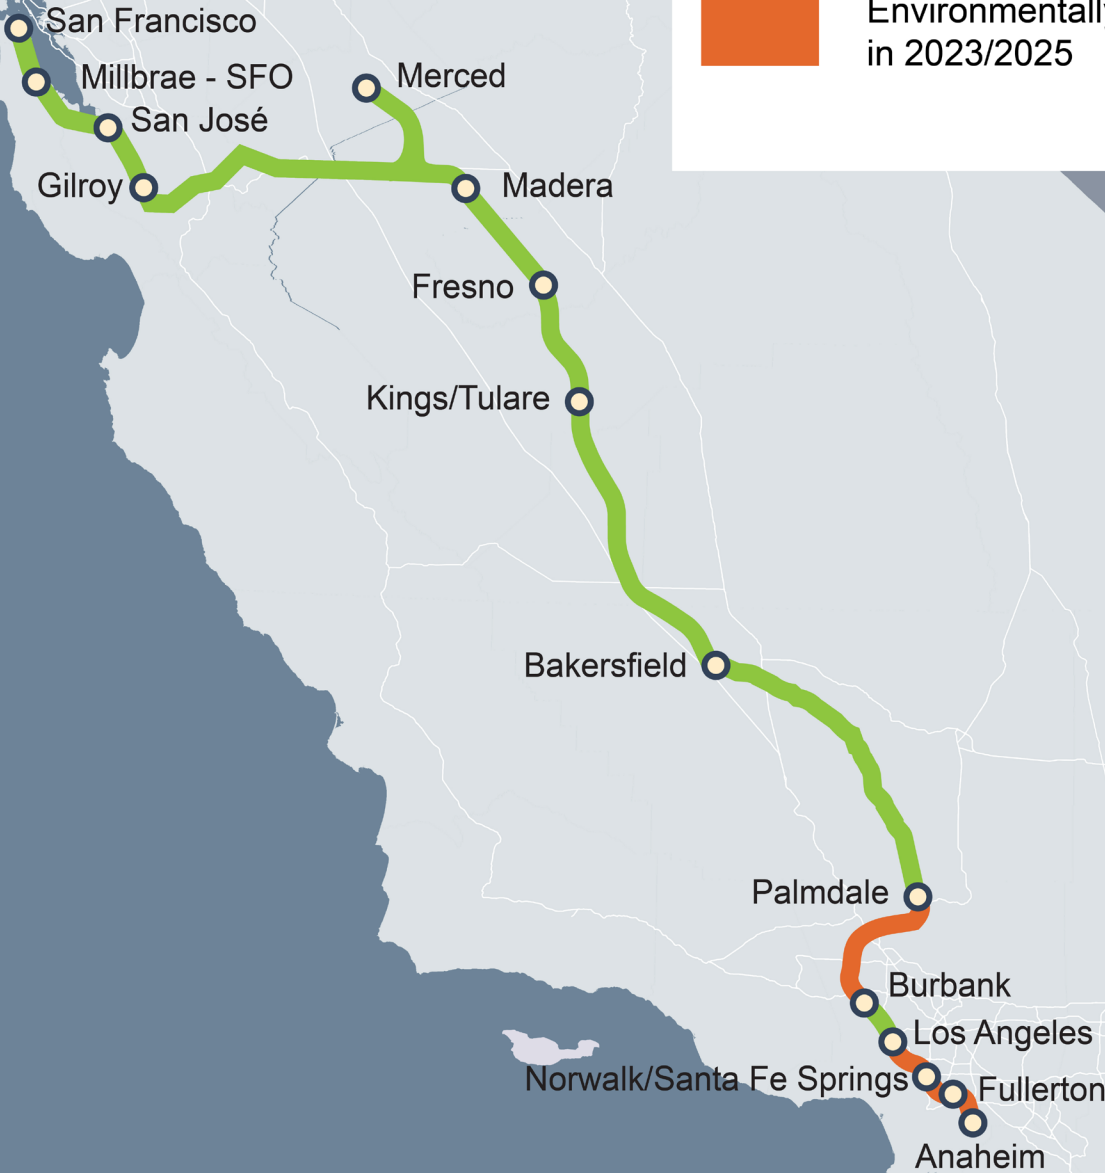 San Francisco
Environmentally
in 2023/2025
Millbrae - SFO
Merced
San José
Gilroy
Madera
Fresno
Kings/Tulare
Bakersfield
Palmdale
Burbank
Los Angeles
Norwalk/Santa Fe Springs
Fullerton
Anaheim